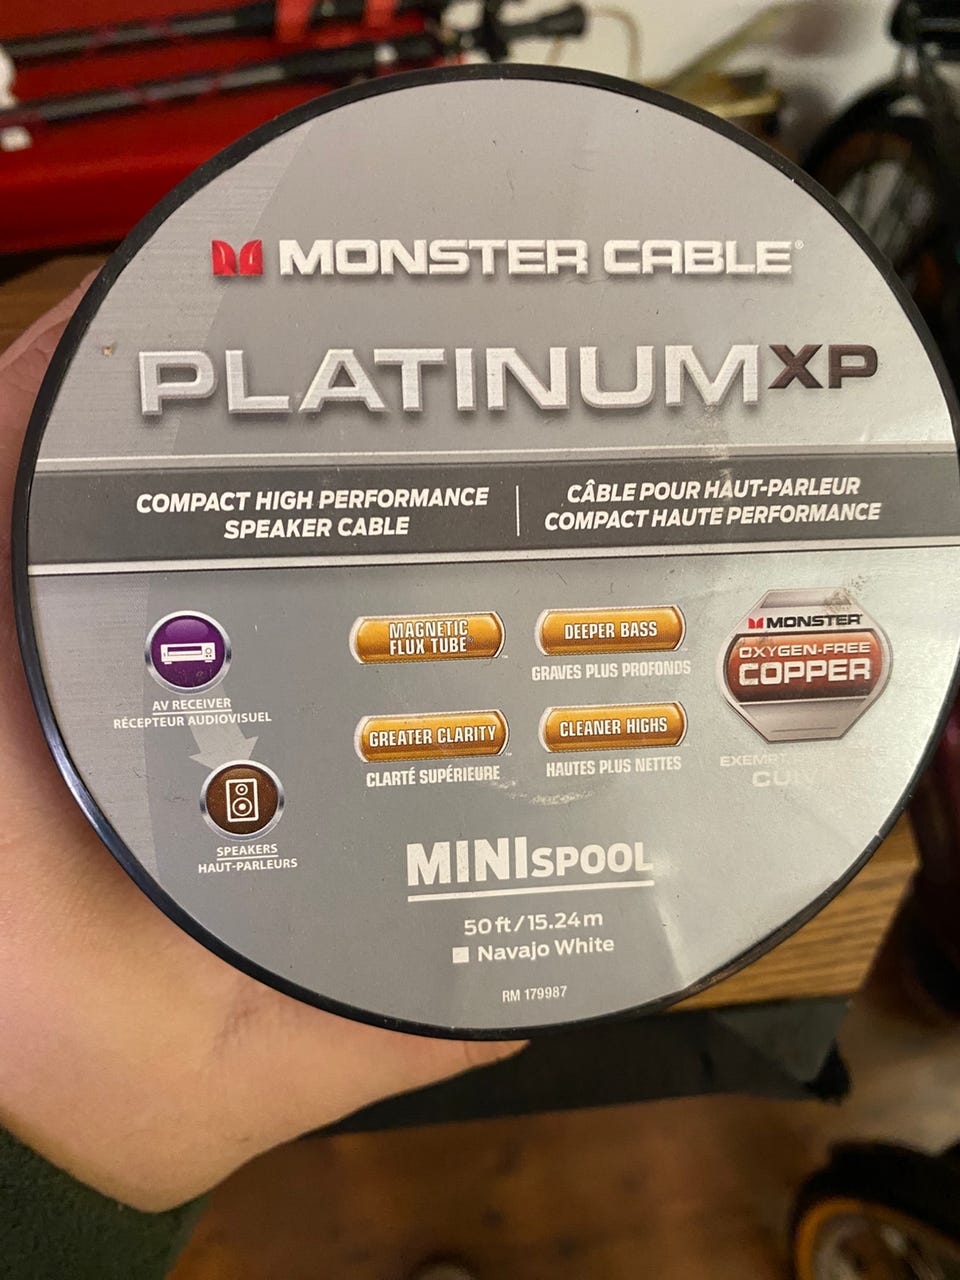 MONSTER CABLE®
PLATINUM XP
COMPACT HIGH PERFORMANCE
SPEAKER CABLE
CÂBLE POUR HAUT-PARLEUR
COMPACT HAUTE PERFORMANCE
AV RECEIVER
RÉCEPTEUR AUDIOVISUEL
SPEAKERS
HAUT-PARLEURS
MAGNETIC
FLUX TUBE®
DEEPER BASS
GRAVES PLUS PROFONDS
GREATER CLARITY
CLARTÉ SUPÉRIEURE
CLEANER HIGHS
HAUTES PLUS NETTES
MONSTER
OXYGEN-FREE
COPPER
MINISPOOL
50 ft/15.24 m
Navajo White
RM 179987